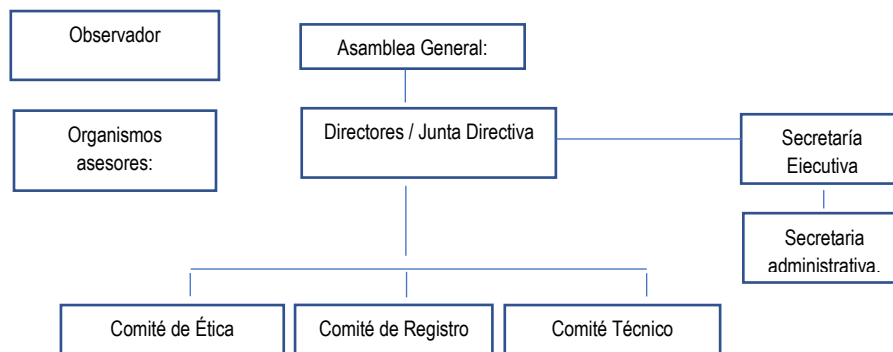 Observador
Asamblea General:
Organismos
asesores:
Directores / Junta Directiva
Secretaría
Ejecutiva
Secretaria
administrativa.
Comité de Ética
Comité de Registro
Comité Técnico